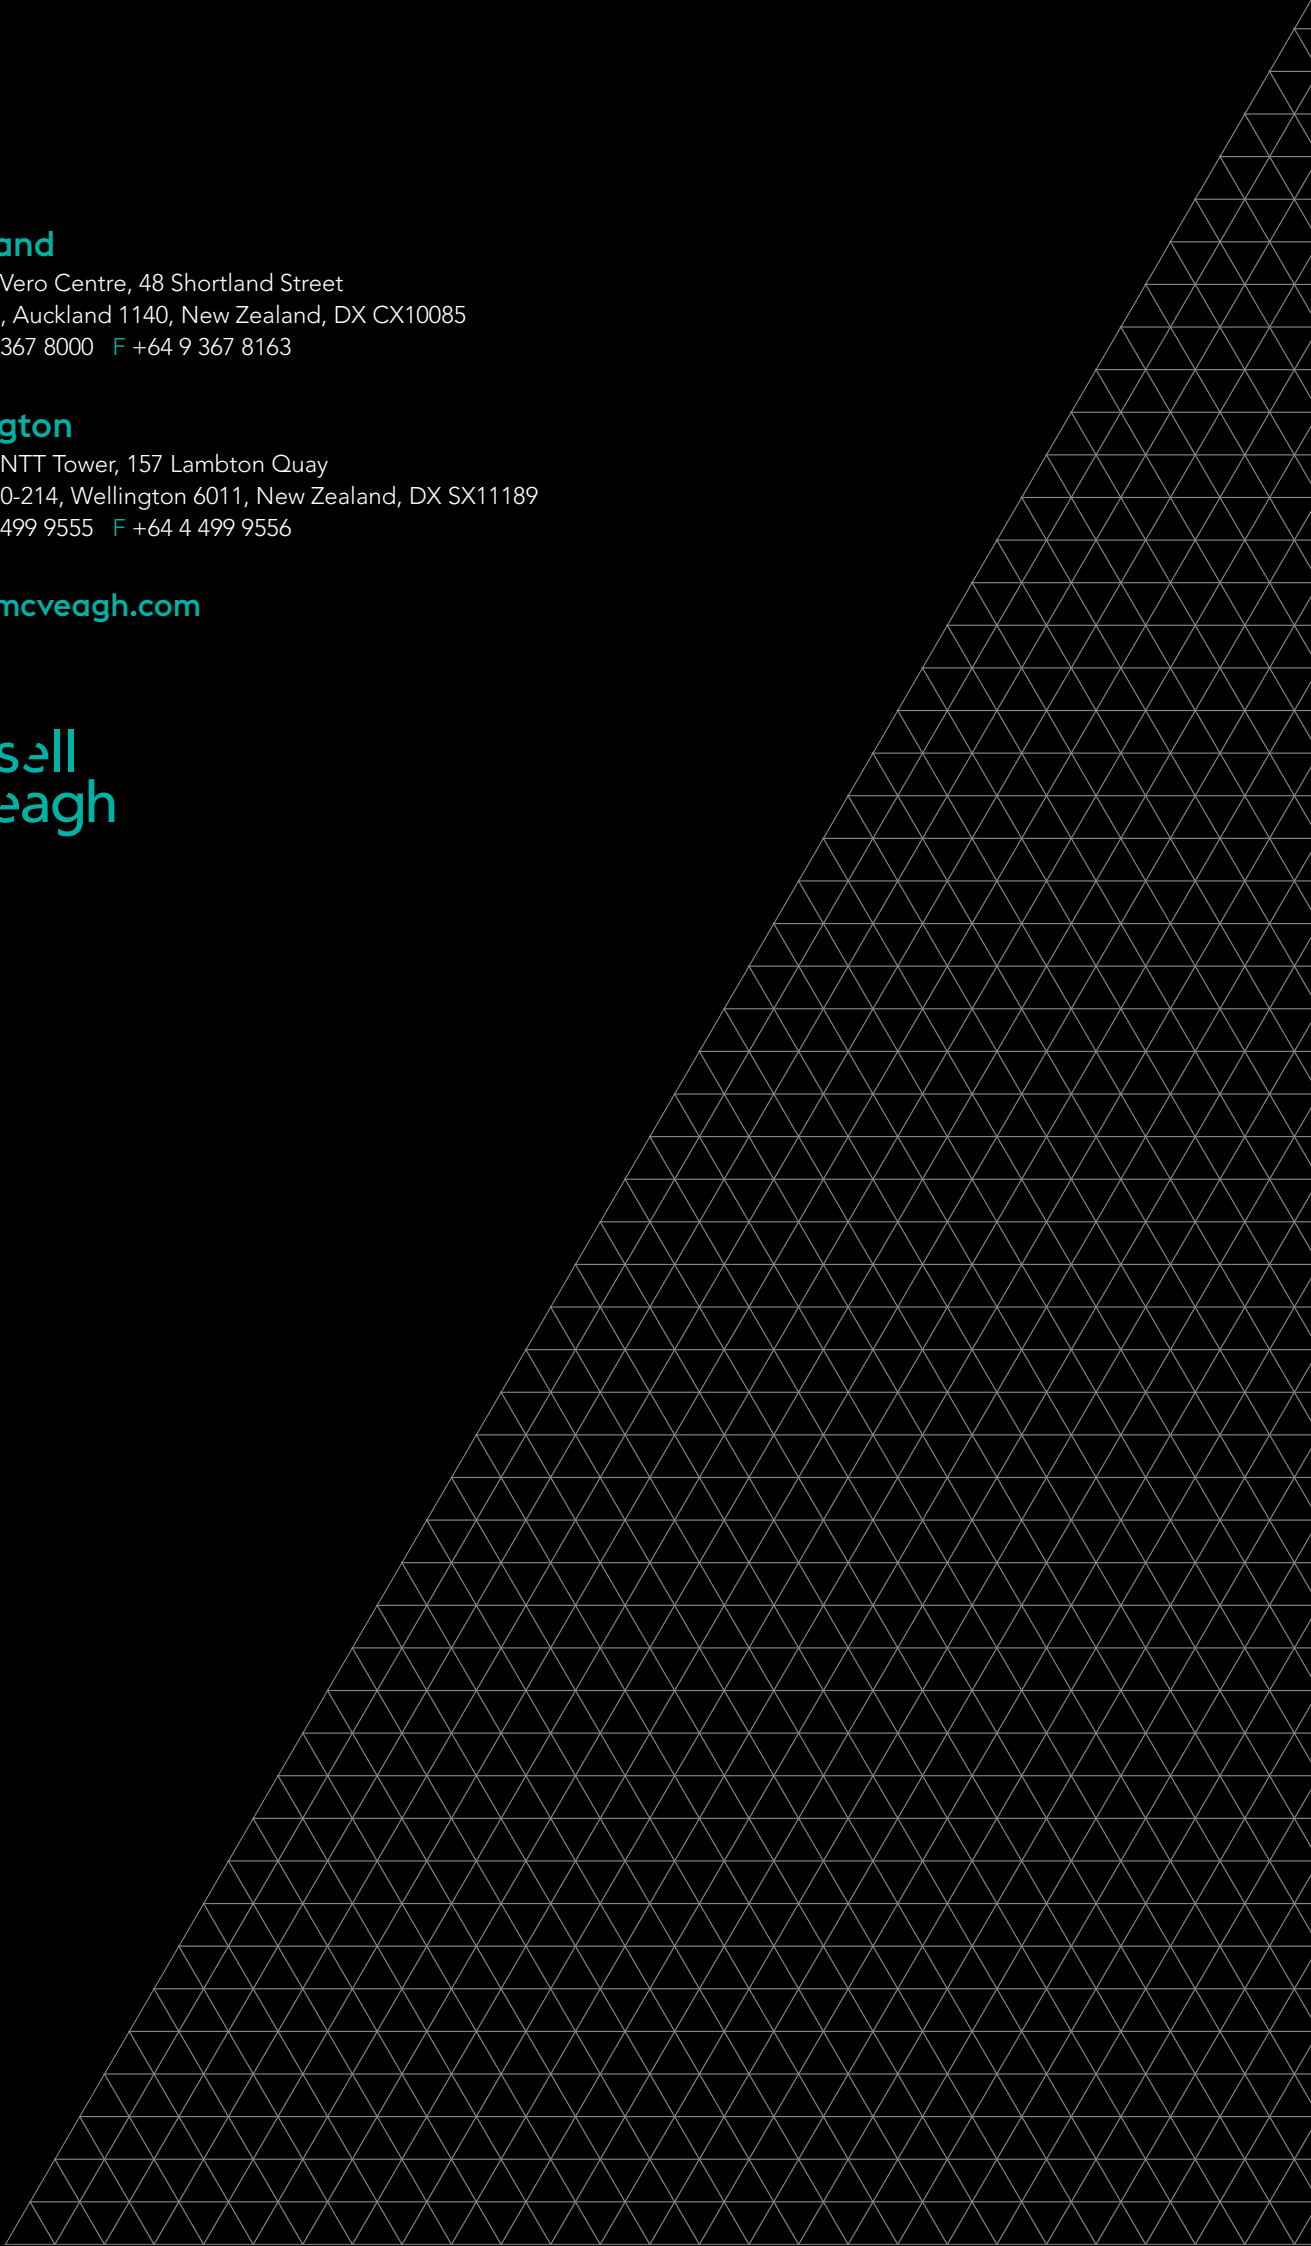 and
Vero Centre, 48 Shortland Street
, Auckland 1140, New Zealand, DX CX10085
367 8000 F +64 9 367 8163
gton
NTT Tower, 157 Lambton Quay
0-214, Wellington 6011, New Zealand, DX SX11189
499 9555 F +64 4 499 9556
mcveagh.com
sell
eagh